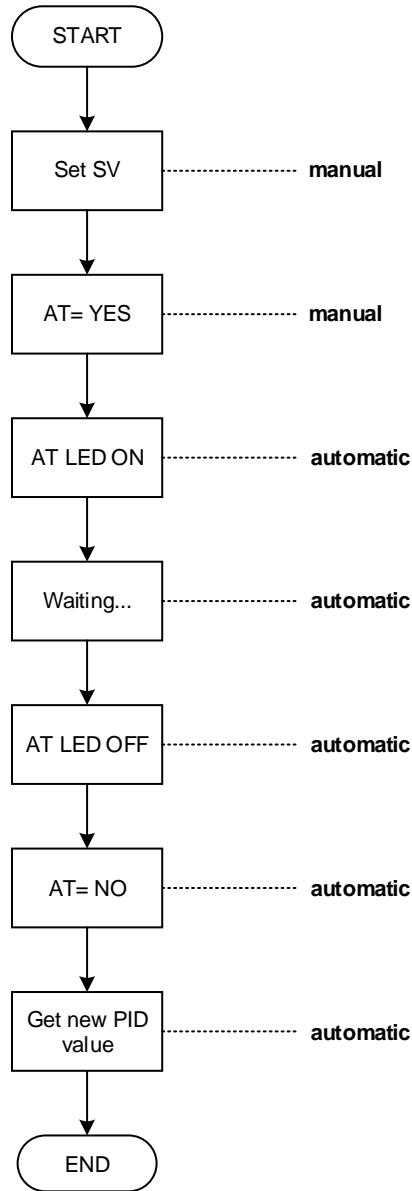 START
Set SV
manual
AT= YES
manual
AT LED ON
automatic
Waiting...
automatic
AT LED OFF
automatic
AT= NO
automatic
Get new PID
value
automatic
END